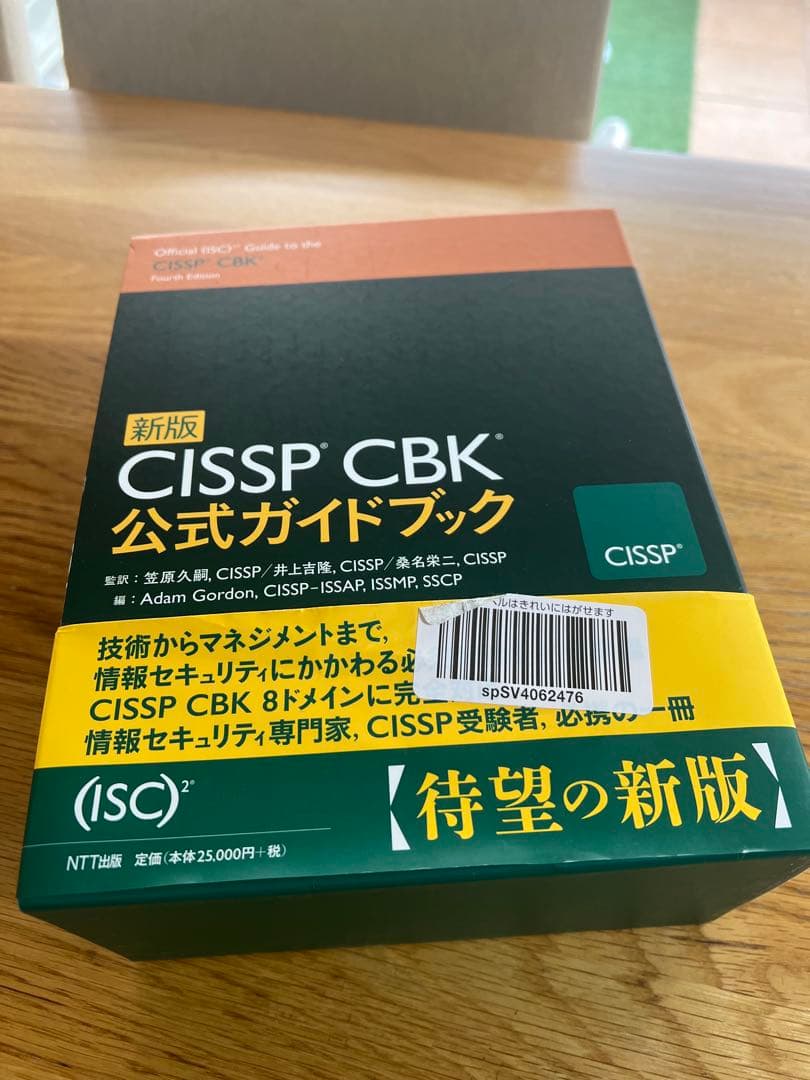 Official (ISC)²® Guide to the
CISSP® CBK®
Fourth Edition
新版
CISSP® CBK®
公式ガイドブック
監訳：笠原久嗣, CISSP／井上吉隆, CISSP／桑名栄二, CISSP
編：Adam Gordon, CISSP–ISSAP, ISSMP, SSCP
CISSP®
技術からマネジメントまで,
情報セキュリティにかかわる
CISSP CBK 8ドメインに完全
情報セキュリティ専門家, CISSP受験者, 必携の一冊
ルはきれいにはがせます
spSV4062476
(ISC)²®
【待望の新版】
NTT出版 定価（本体25,000円＋税）